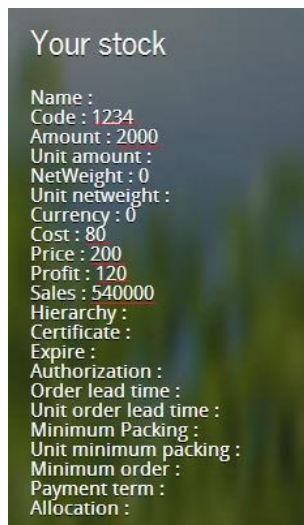 Your stock
Name :
Code : 1234
Amount : 2000
Unit amount :
NetWeight : 0
Unit netweight :
Currency : 0
Cost : 80
Price : 200
Profit : 120
Sales : 540000
Hierarchy :
Certificate :
Expire :
Authorization :
Order lead time :
Unit order lead time :
Minimum Packing :
Unit minimum packing :
Minimum order :
Payment term :
Allocation :